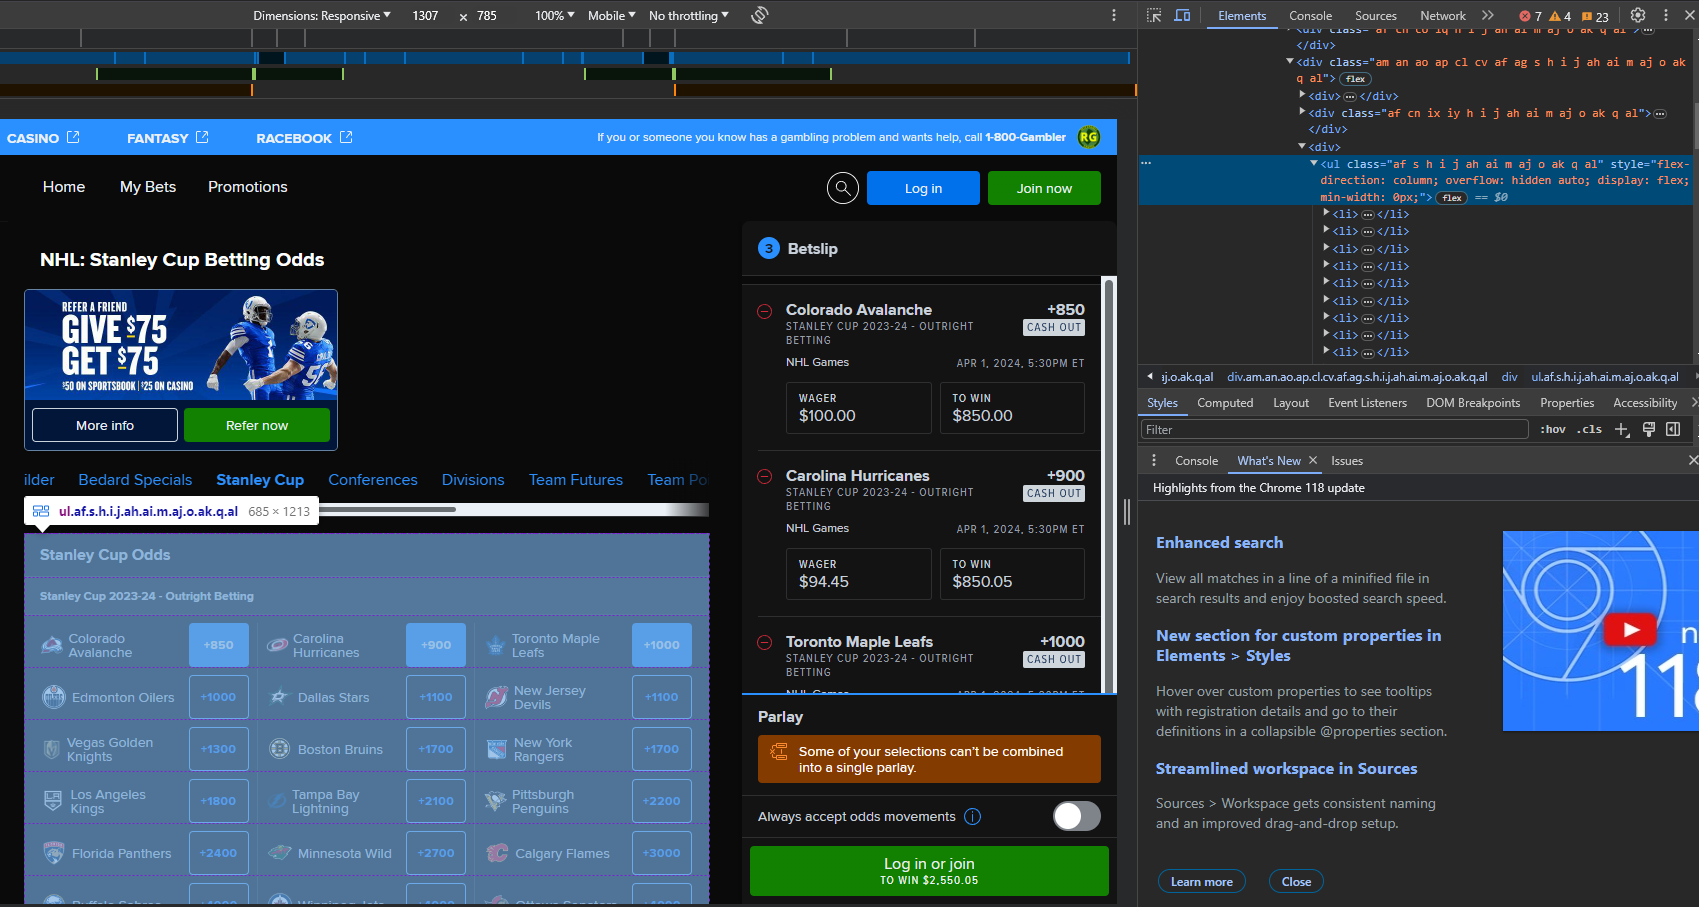 Dimensions: Responsive 1307 x 785 100% Mobile No throttling
CASINO FANTASY RACEBOOK
If you or someone you know has a gambling problem and wants help, call 1-800-Gambler RG
Home My Bets Promotions
Log in Join now
NHL: Stanley Cup Betting Odds
REFER A FRIEND
GIVE $75
GET $75
$50 ON SPORTSBOOK | $25 ON CASINO
More info Refer now
ilder Bedard Specials Stanley Cup Conferences Divisions Team Futures Team Po
ul.af.s.h.i.j.ah.ai.m.aj.o.ak.q.al 685 × 1213
Stanley Cup Odds
Stanley Cup 2023-24 - Outright Betting
Colorado Avalanche +850 Carolina Hurricanes +900 Toronto Maple Leafs +1000
Edmonton Oilers +1000 Dallas Stars +1100 New Jersey Devils +1100
Vegas Golden Knights +1300 Boston Bruins +1700 New York Rangers +1700
Los Angeles Kings +1800 Tampa Bay Lightning +2100 Pittsburgh Penguins +2200
Florida Panthers +2400 Minnesota Wild +2700 Calgary Flames +3000
3 Betslip
Colorado Avalanche +850
STANLEY CUP 2023-24 - OUTRIGHT BETTING
CASH OUT
NHL Games APR 1, 2024, 5:30PM ET
WAGER TO WIN
$100.00 $850.00
Carolina Hurricanes +900
STANLEY CUP 2023-24 - OUTRIGHT BETTING
CASH OUT
NHL Games APR 1, 2024, 5:30PM ET
WAGER TO WIN
$94.45 $850.05
Toronto Maple Leafs +1000
STANLEY CUP 2023-24 - OUTRIGHT BETTING
CASH OUT
Parlay
Some of your selections can't be combined
into a single parlay.
Always accept odds movements
Log in or join
TO WIN $2,550.05
Elements Console Sources Network 7 4 23
</div>
<div class="am an ao ap cl cv af ag s h i j ah ai m aj o ak
q al"> flex
<div> … </div>
<div class="af cn ix iy h i j ah ai m aj o ak q al"> …
</div>
<div>
<ul class="af s h i j ah ai m aj o ak q al" style="flex-
direction: column; overflow: hidden auto; display: flex;
min-width: 0px;"> flex == $0
<li> … </li>
<li> … </li>
<li> … </li>
<li> … </li>
<li> … </li>
<li> … </li>
<li> … </li>
<li> … </li>
<li> … </li>
aj.o.ak.q.al div.am.an.ao.ap.cl.cv.af.ag.s.h.i.j.ah.ai.m.aj.o.ak.q.al div ul.af.s.h.i.j.ah.ai.m.aj.o.ak.q.al
Styles Computed Layout Event Listeners DOM Breakpoints Properties Accessibility
Filter :hov .cls
Console What's New Issues
Highlights from the Chrome 118 update
Enhanced search
View all matches in a line of a minified file in
search results and enjoy boosted search speed.
New section for custom properties in
Elements > Styles
Hover over custom properties to see tooltips
with registration details and go to their
definitions in a collapsible @properties section.
Streamlined workspace in Sources
Sources > Workspace gets consistent naming
and an improved drag-and-drop setup.
Learn more Close